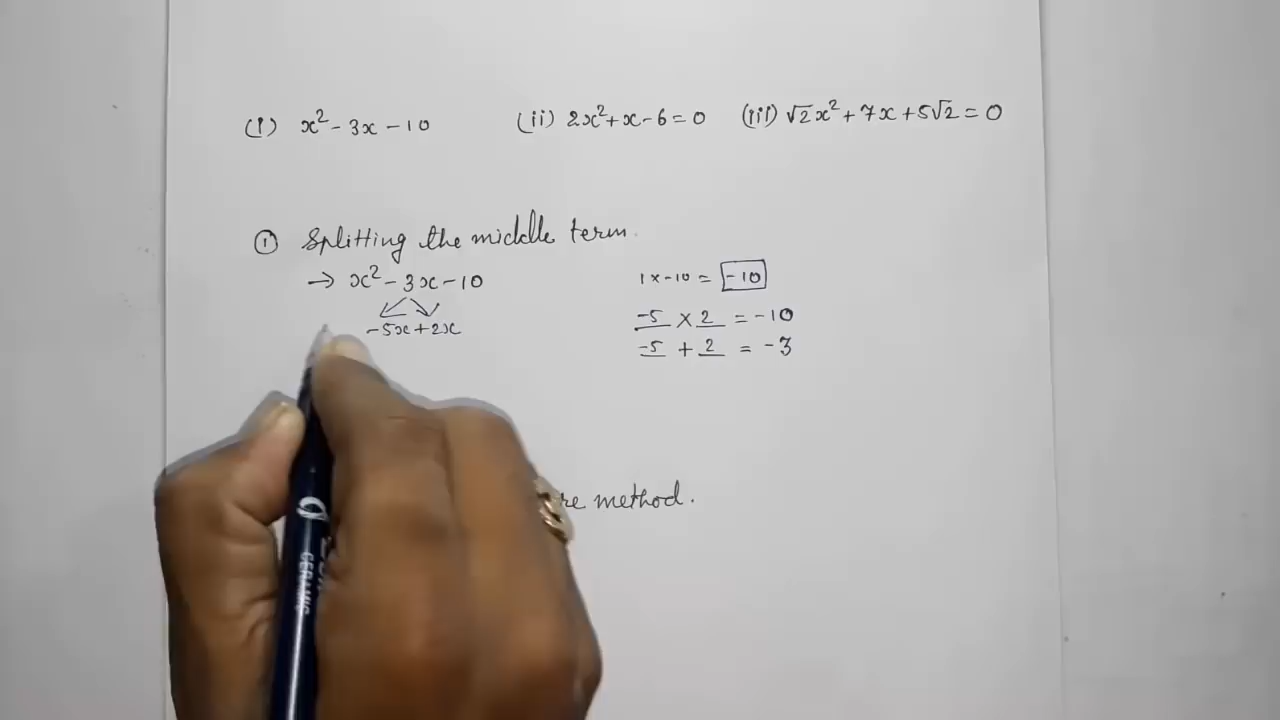 (i) x² - 3x - 10 (ii) 2x² + x - 6 = 0 (iii) √2x² + 7x + 5√2 = 0
① Splitting the middle term.
→ x² - 3x - 10 1 x -10 = -10
-5x + 2x -5 × 2 = -10
-5 + 2 = -3
method.